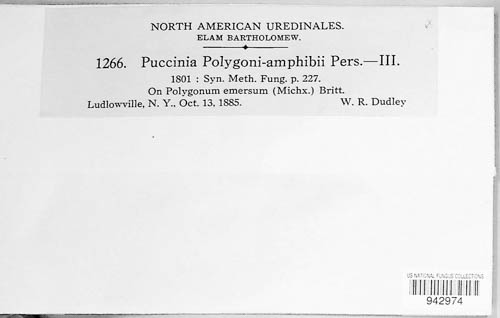 NORTH AMERICAN UREDINALES.
ELAM BARTHOLOMEW.
1266. Puccinia Polygoni-amphibii Pers.—III.
1801 : Syn. Meth. Fung. p. 227.
On Polygonum emersum (Michx.) Britt.
Ludlowville, N. Y., Oct. 13, 1885. W. R. Dudley
US NATIONAL FUNGUS COLLECTIONS
942974